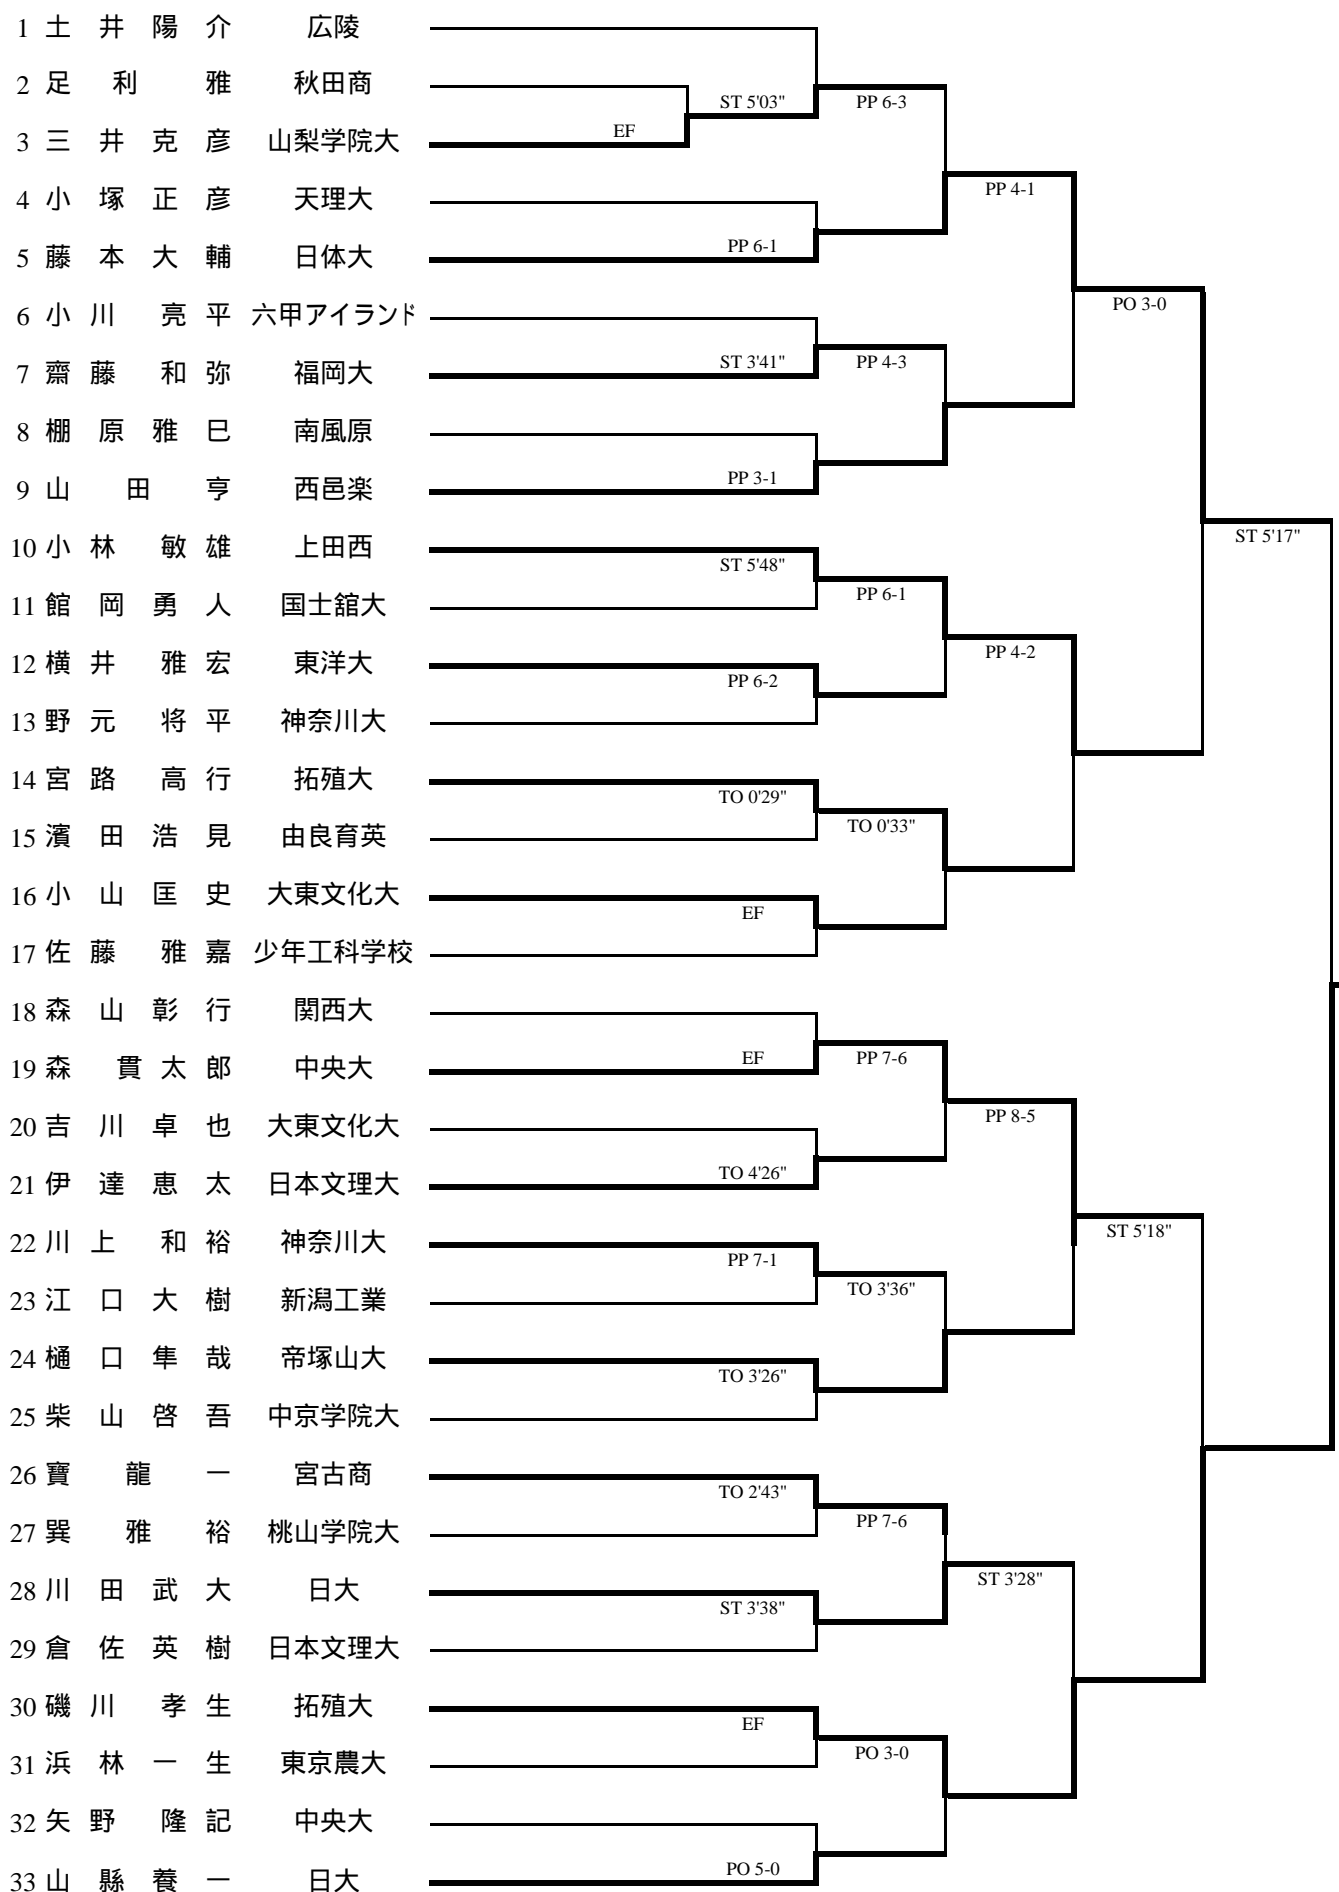 1 土 井 陽 介 広陵
2 足 利 雅 秋田商
ST 5'03" PP 6-3
EF
3 三 井 克 彦 山梨学院大
PP 4-1
4 小 塚 正 彦 天理大
PP 6-1
5 藤 本 大 輔 日体大
PO 3-0
6 小 川 亮 平 六甲アイランド
ST 3'41" PP 4-3
7 齋 藤 和 弥 福岡大
8 棚 原 雅 巳 南風原
PP 3-1
9 山 田 亨 西邑楽
ST 5'17"
10 小 林 敏 雄 上田西
ST 5'48"
PP 6-1
11 館 岡 勇 人 国士舘大
PP 4-2
12 横 井 雅 宏 東洋大
PP 6-2
13 野 元 将 平 神奈川大
14 宮 路 高 行 拓殖大
TO 0'29"
TO 0'33"
15 濱 田 浩 見 由良育英
16 小 山 匡 史 大東文化大
EF
17 佐 藤 雅 嘉 少年工科学校
18 森 山 彰 行 関西大
EF PP 7-6
19 森 貫 太 郎 中央大
PP 8-5
20 吉 川 卓 也 大東文化大
TO 4'26"
21 伊 達 恵 太 日本文理大
ST 5'18"
22 川 上 和 裕 神奈川大
PP 7-1
TO 3'36"
23 江 口 大 樹 新潟工業
24 樋 口 隼 哉 帝塚山大
TO 3'26"
25 柴 山 啓 吾 中京学院大
26 寶 龍 一 宮古商
TO 2'43"
PP 7-6
27 巽 雅 裕 桃山学院大
ST 3'28"
28 川 田 武 大 日大
ST 3'38"
29 倉 佐 英 樹 日本文理大
30 磯 川 孝 生 拓殖大
EF
PO 3-0
31 浜 林 一 生 東京農大
32 矢 野 隆 記 中央大
PO 5-0
33 山 縣 養 一 日大